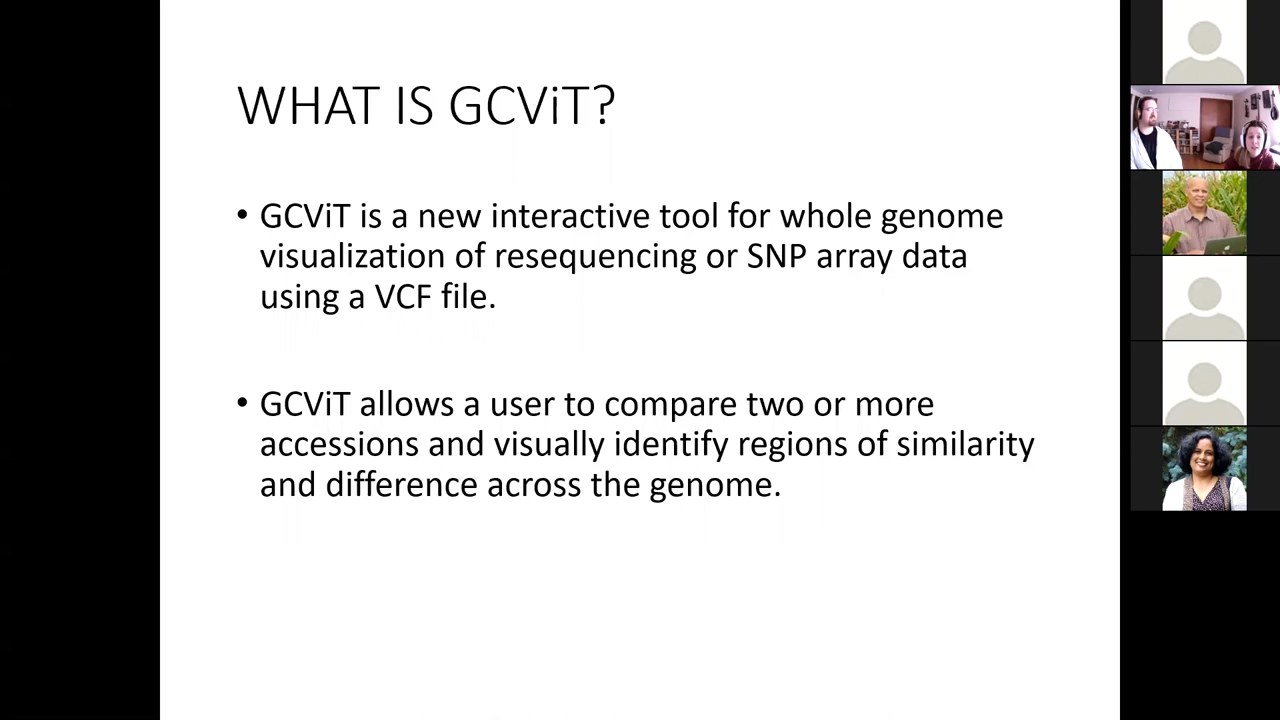 WHAT IS GCViT?
• GCViT is a new interactive tool for whole genome
visualization of resequencing or SNP array data
using a VCF file.
• GCViT allows a user to compare two or more
accessions and visually identify regions of similarity
and difference across the genome.